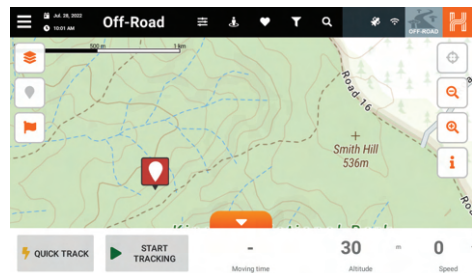 Jul. 28, 2022
10:01 AM
Off-Road
OFF-ROAD
500 m
1 km
Road 16
Smith Hill
536m
i
QUICK TRACK
START
TRACKING
-
Moving time
30
m
Altitude
0
Speed